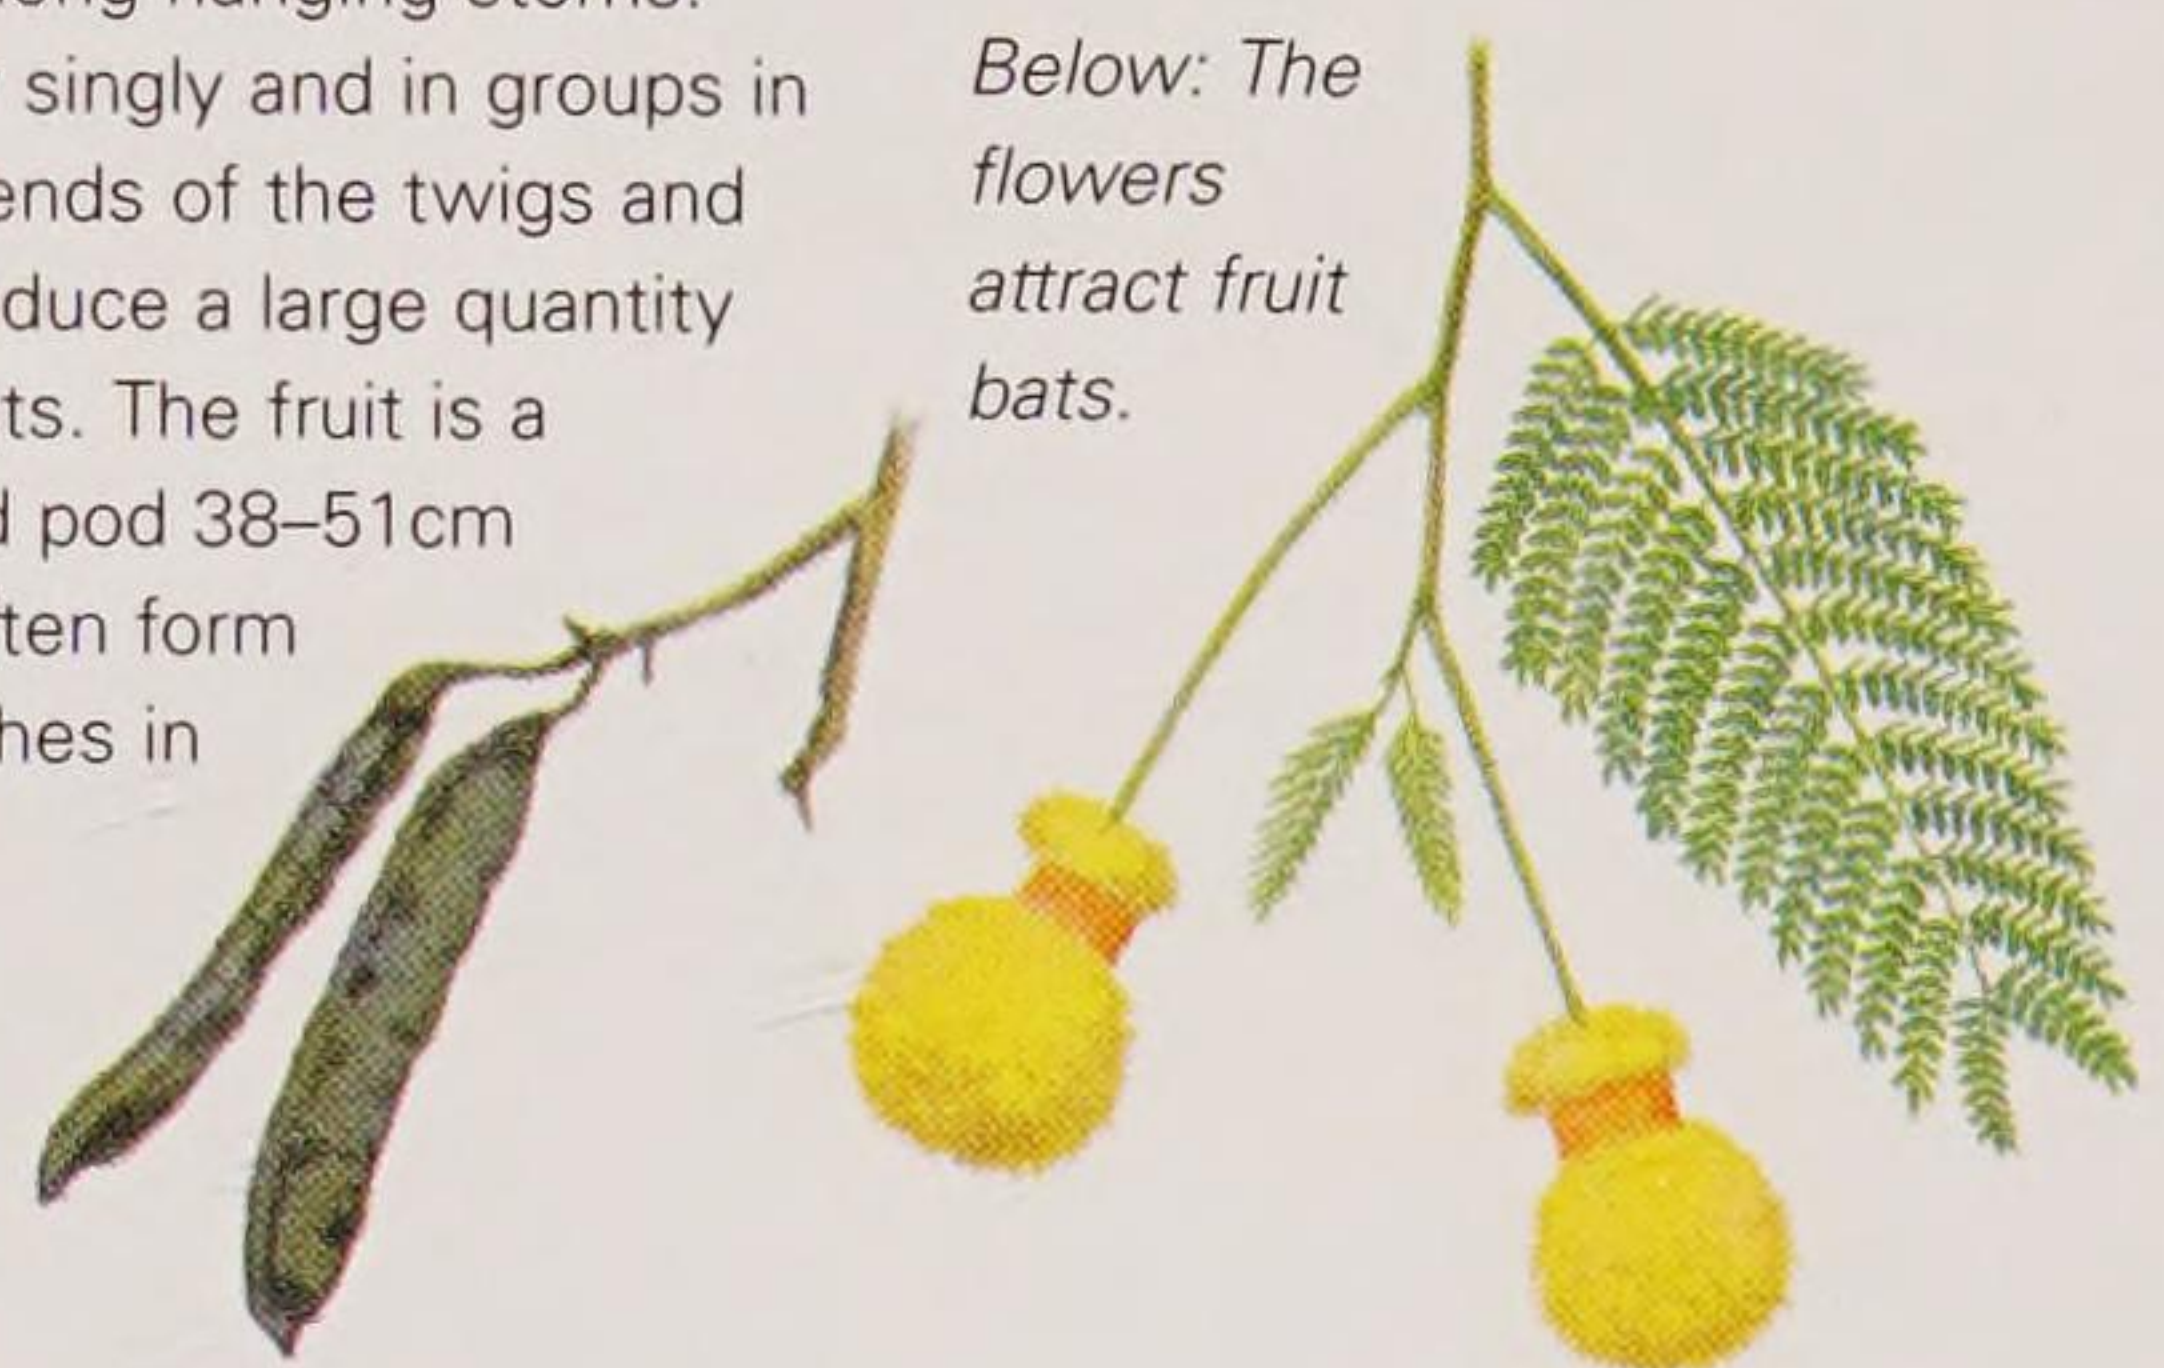 singly and in groups in
ends of the twigs and
duce a large quantity
ts. The fruit is a
pod 38–51cm
ten form
hes in
Below: The
flowers
attract fruit
bats.